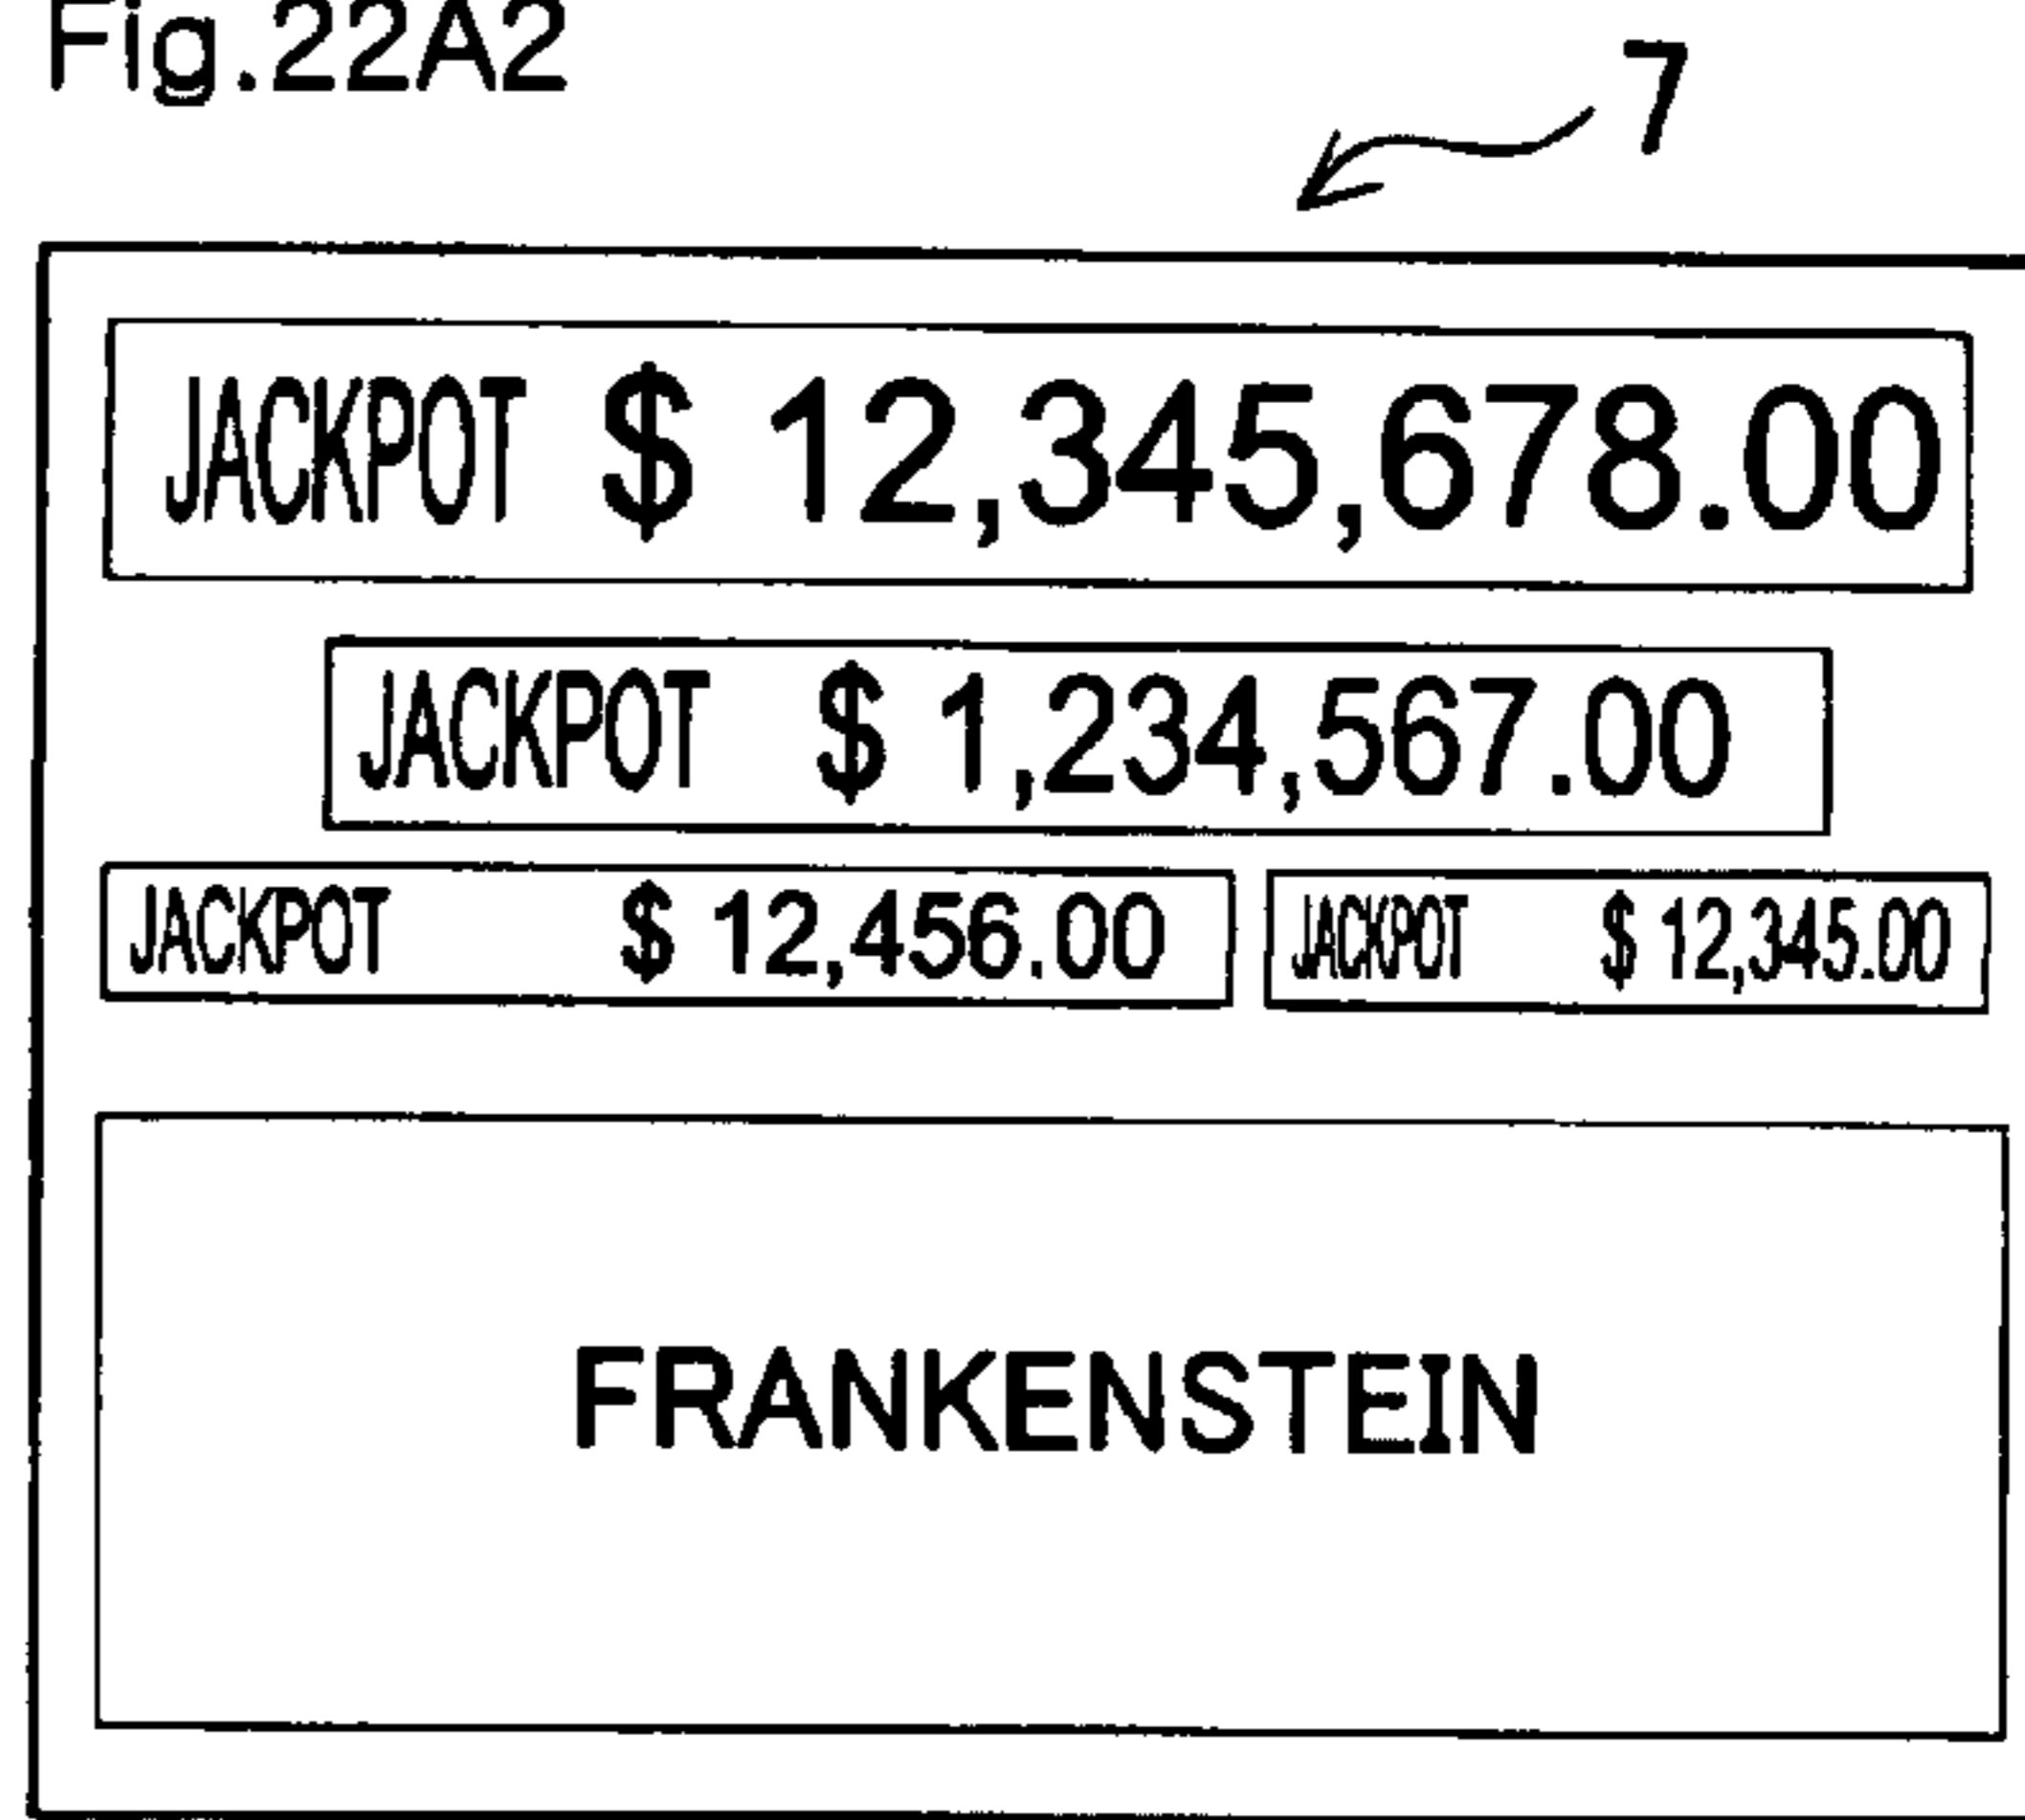 Fig.22A2
7
JACKPOT $ 12,345,678.00
JACKPOT $ 1,234,567.00
JACKPOT $ 12,456.00 JACKPOT $ 12,345.00
FRANKENSTEIN